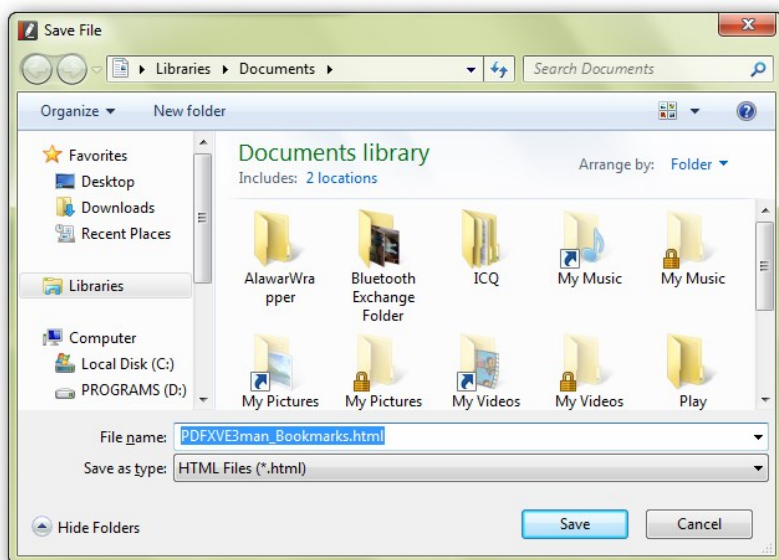 Save File
Libraries Documents
Search Documents
Organize New folder
Favorites
Desktop
Downloads
Recent Places
Libraries
Computer
Local Disk (C:)
PROGRAMS (D:)
Documents library
Includes: 2 locations
Arrange by: Folder
AlawarWra
pper
Bluetooth
Exchange
Folder
ICQ
My Music
My Music
My Pictures
My Pictures
My Videos
My Videos
Play
File name: PDFXVE3man_Bookmarks.html
Save as type: HTML Files (*.html)
Hide Folders
Save
Cancel